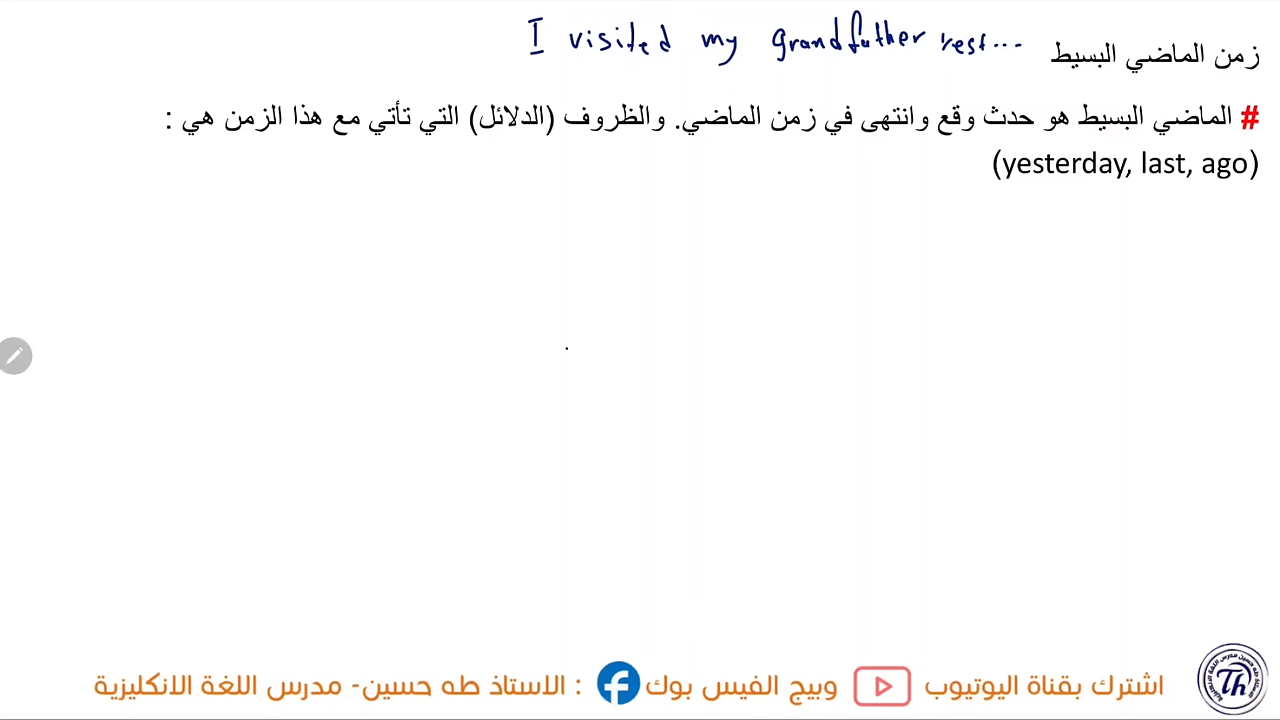 زمن الماضي البسيط I visited my grandfather yest...
# الماضي البسيط هو حدث وقع وانتهى في زمن الماضي. والظروف (الدلائل) التي تأتي مع هذا الزمن هي :
(yesterday, last, ago)
اشترك بقناة اليوتيوب وبيج الفيس بوك : الاستاذ طه حسين- مدرس اللغة الانكليزية
Th